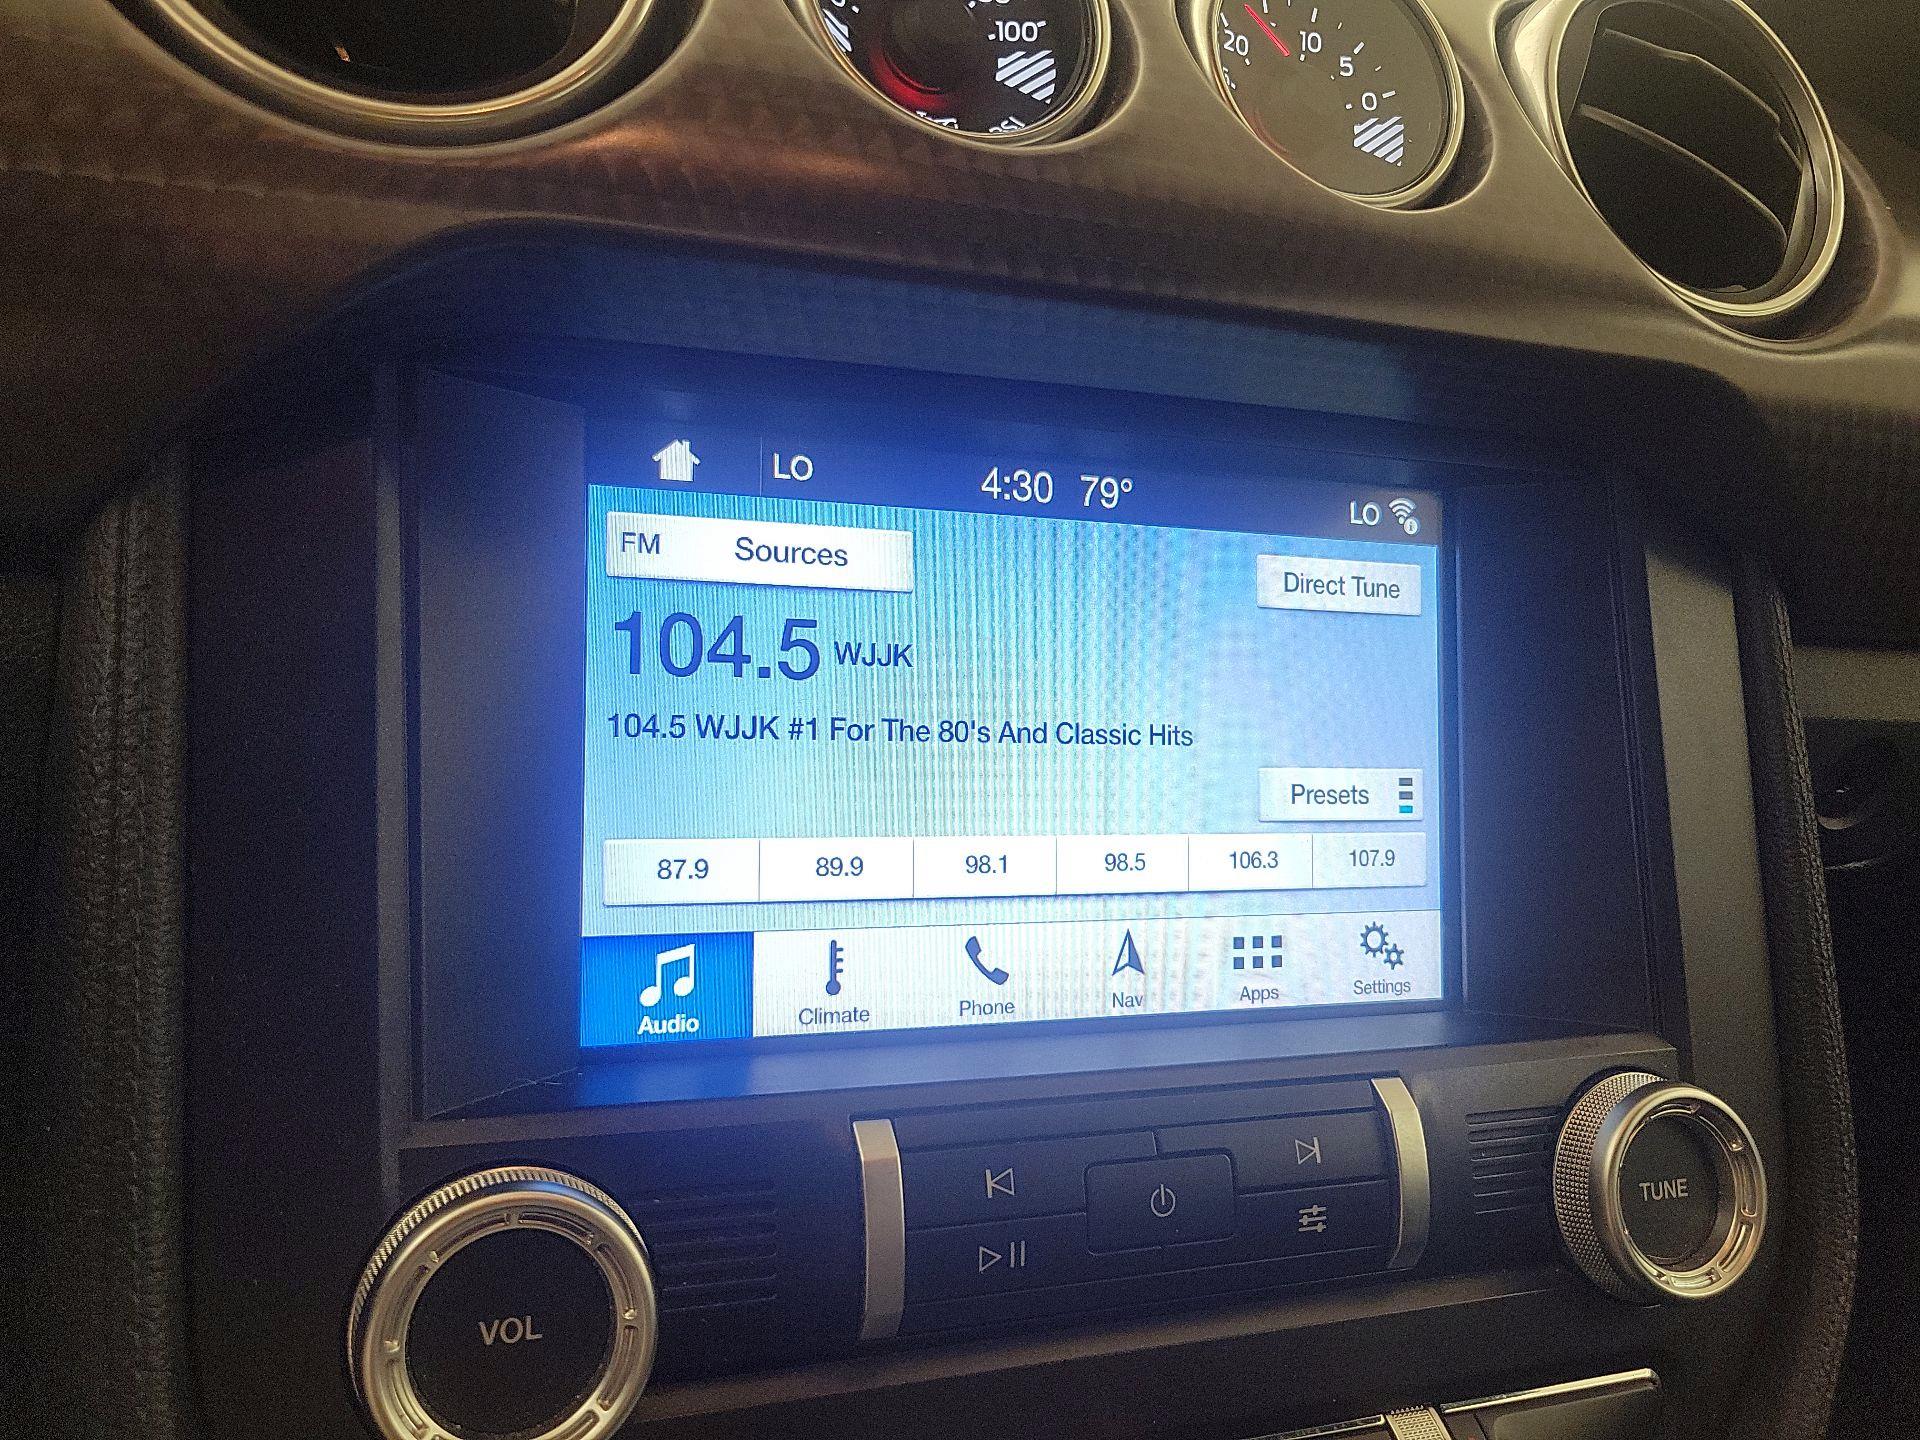 100
20 10 5 0
LO 4:30 79° LO
FM Sources
Direct Tune
104.5 WJJK
104.5 WJJK #1 For The 80's And Classic Hits
Presets
87.9 89.9 98.1 98.5 106.3 107.9
Audio Climate Phone Nav Apps Settings
TUNE
VOL